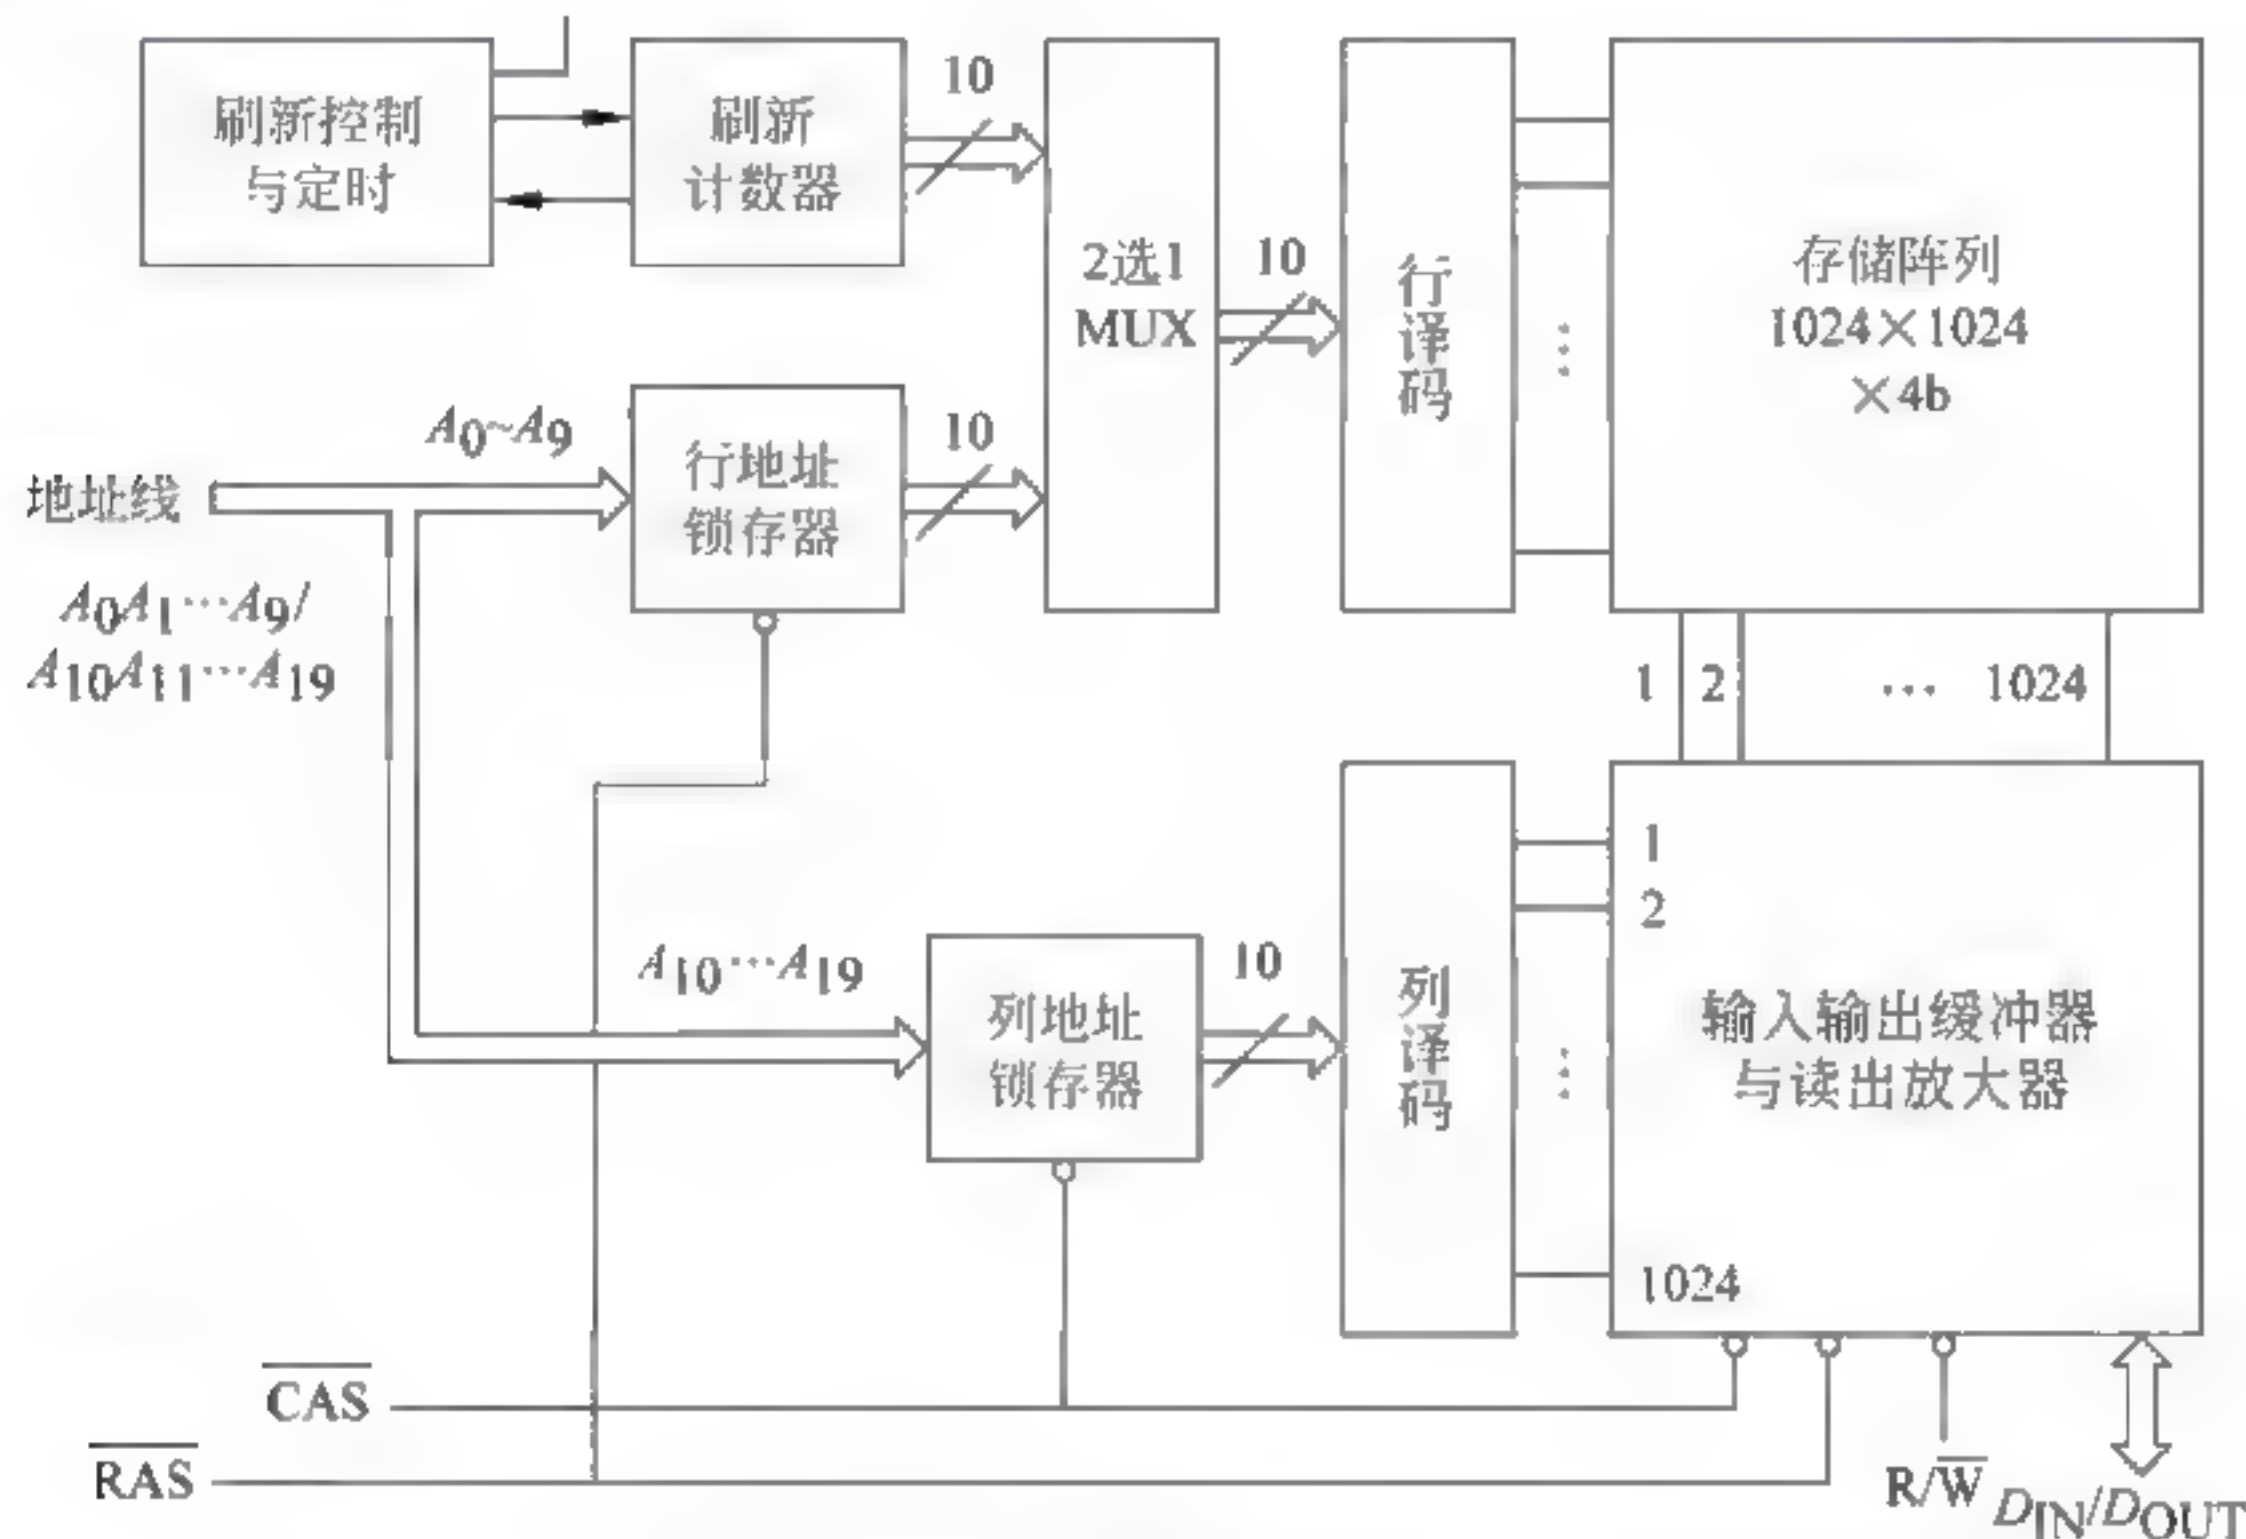 刷新控制
与定时
刷新
计数器
10
2选1
MUX
10
行
译
码
存储阵列
1024×1024
×4b
地址线
A0~A9
行地址
锁存器
10
A0A1…A9/
A10A11…A19
1
2
…
1024
A10…A19
列地址
锁存器
10
列
译
码
1
2
输入输出缓冲器
与读出放大器
1024
CAS
RAS
R/W
DIN/DOUT